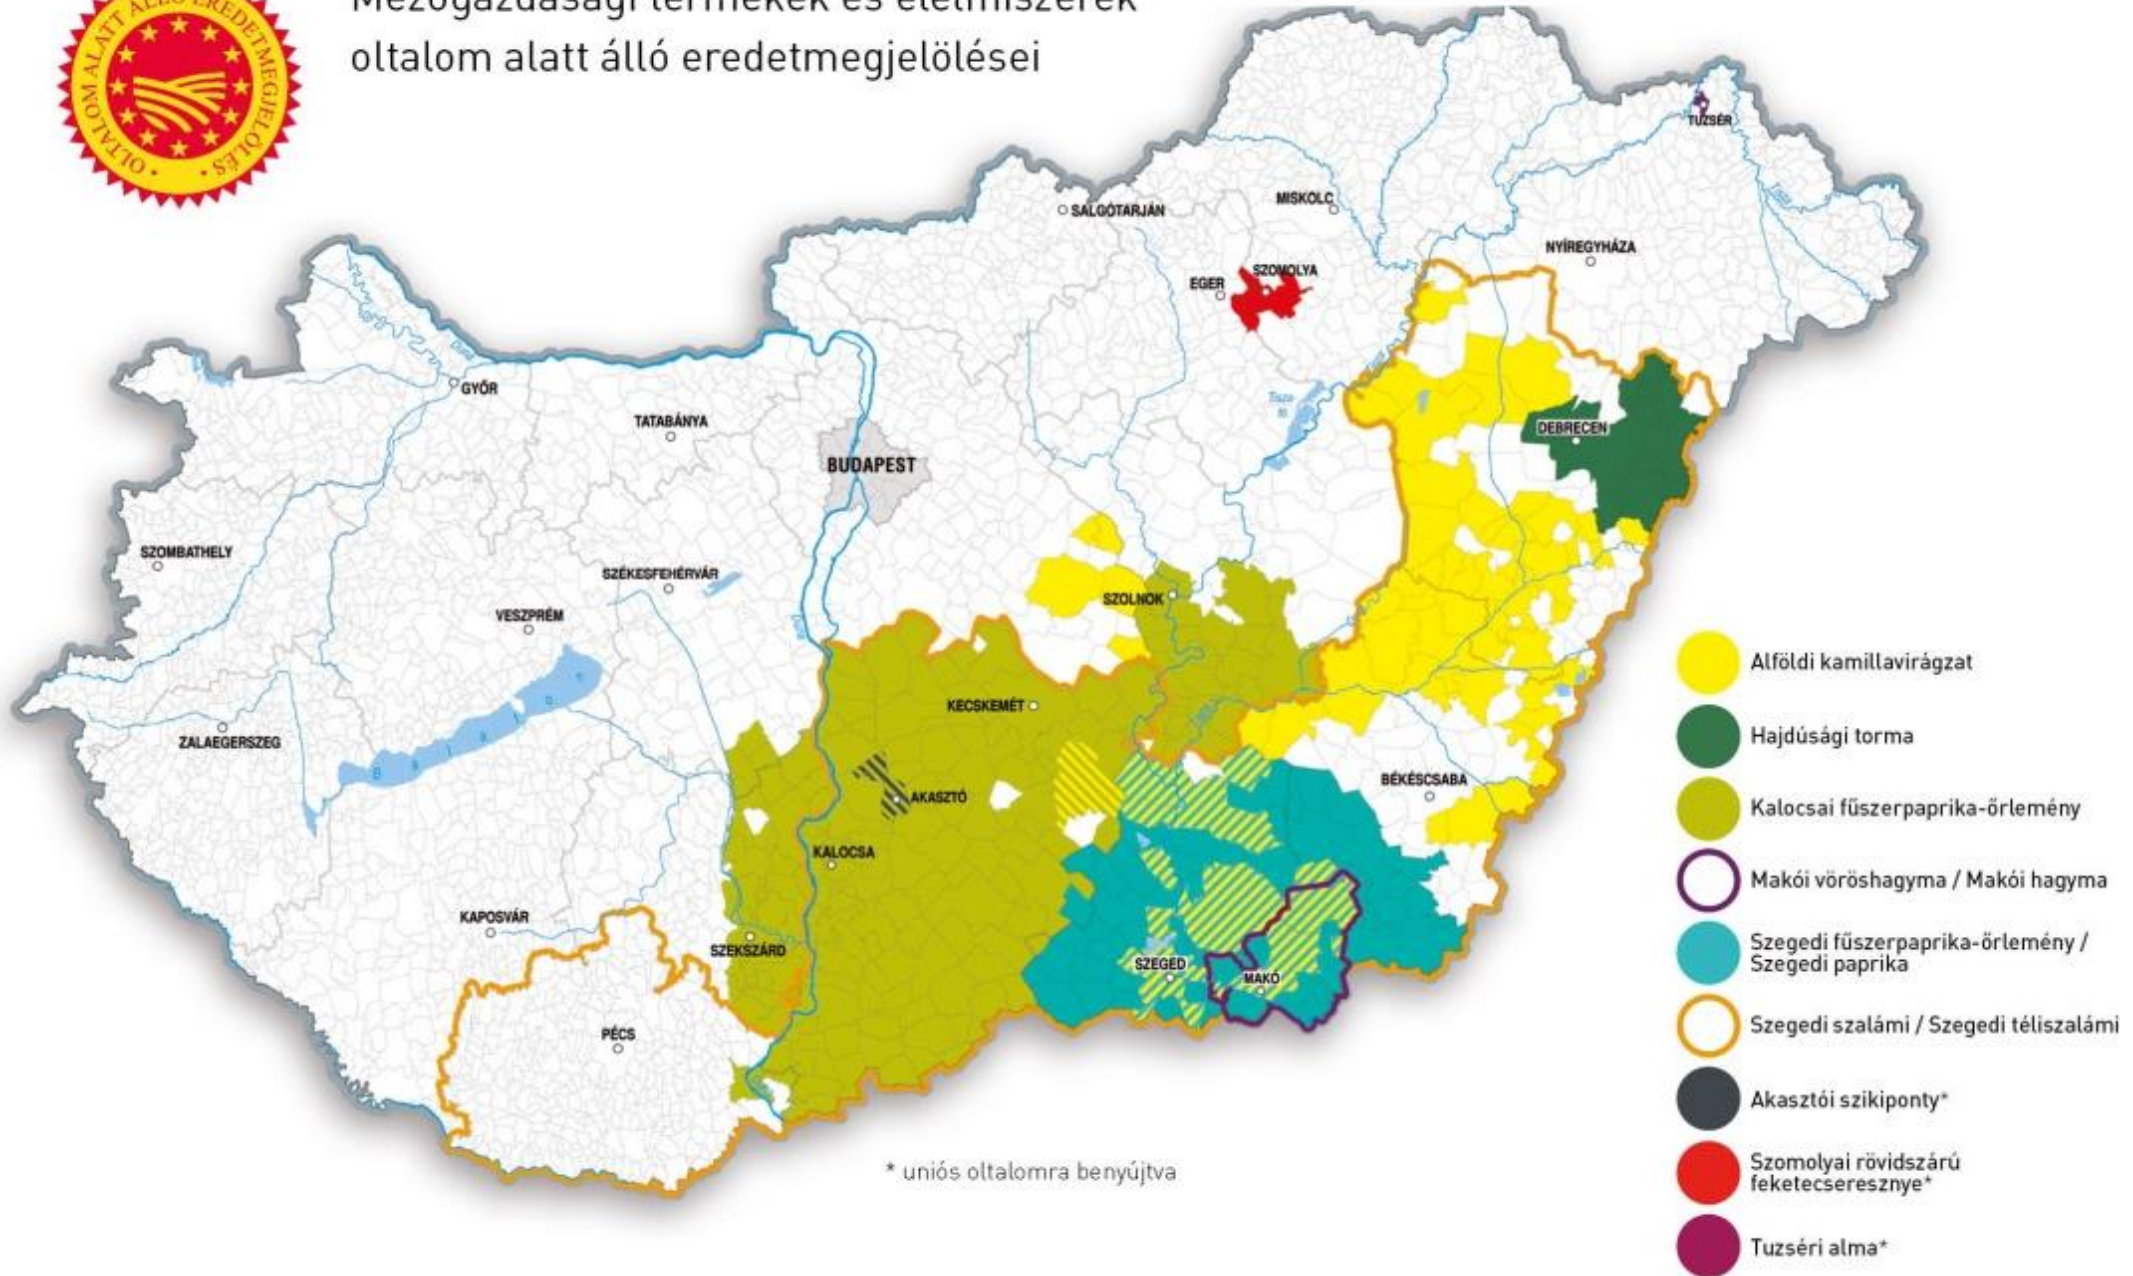 Mezőgazdasági termékek és élelmiszerek
oltalom alatt álló eredetmegjelölései
OLTALOM ALATT ÁLLÓ EREDETMEGJELÖLÉS
TUZSÉR
SALGÓTARJÁN
MISKOLC
NYÍREGYHÁZA
EGER
SZOMOLYA
GYŐR
TATABÁNYA
Tisza
tó
DEBRECEN
BUDAPEST
SZOMBATHELY
SZÉKESFEHÉRVÁR
SZOLNOK
VESZPRÉM
KECSKEMÉT
ZALAEGERSZEG
Balaton
BÉKÉSCSABA
AKASZTÓ
KALOCSA
KAPOSVÁR
SZEKSZÁRD
SZEGED
MAKÓ
PÉCS
Alföldi kamillavirágzat
Hajdúsági torma
Kalocsai fűszerpaprika-őrlemény
Makói vöröshagyma / Makói hagyma
Szegedi fűszerpaprika-őrlemény /
Szegedi paprika
Szegedi szalámi / Szegedi téliszalámi
Akasztói szikiponty*
Szomolyai rövidszárú
feketecseresznye*
Tuzséri alma*
* uniós oltalomra benyújtva